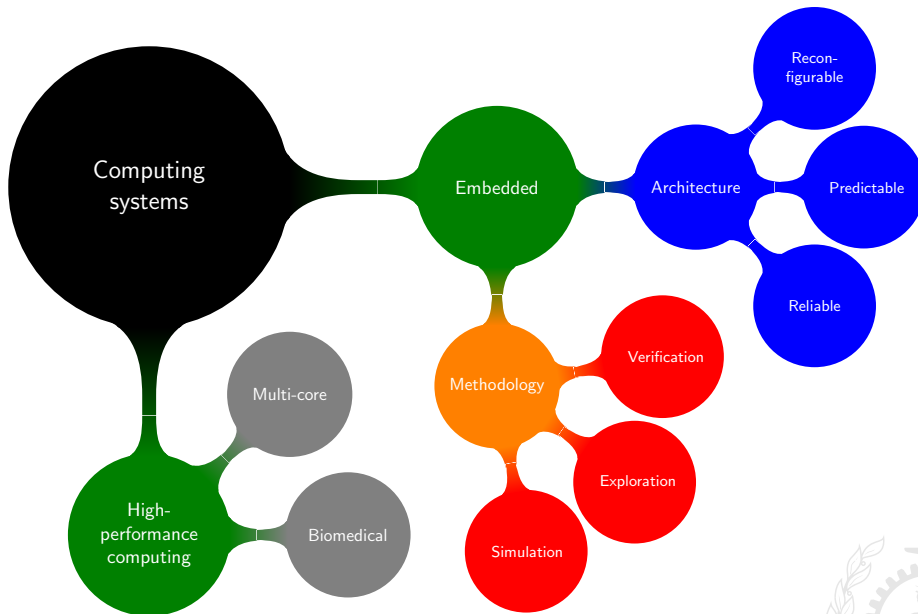 Computing
systems
Embedded
Architecture
Recon-
figurable
Predictable
Reliable
Methodology
Verification
Exploration
Simulation
High-
performance
computing
Multi-core
Biomedical